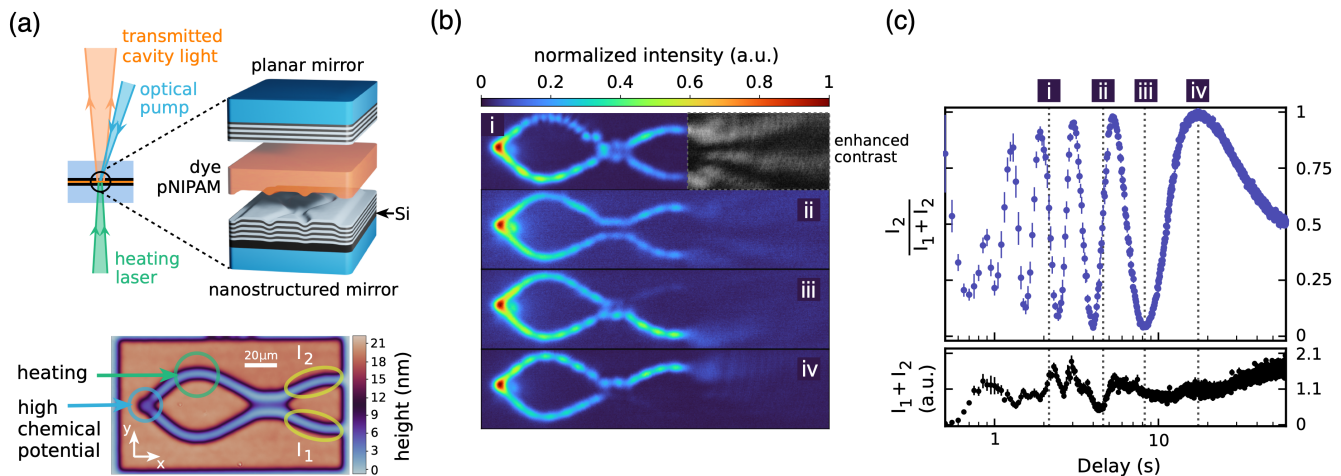 (a)
transmitted
cavity light
optical
pump
planar mirror
dye
pNIPAM
Si
heating
laser
nanostructured mirror
heating
high
chemical
potential
20μm
I2
I1
y
x
21
18
15
12
9
6
3
0
height (nm)
(b)
normalized intensity (a.u.)
0 0.2 0.4 0.6 0.8 1
i
enhanced
contrast
ii
iii
iv
(c)
i ii iii iv
1
0.75
0.5
0.25
0
I2
I1 + I2
2.1
1.1
0
I1 + I2
(a.u.)
1 10
Delay (s)